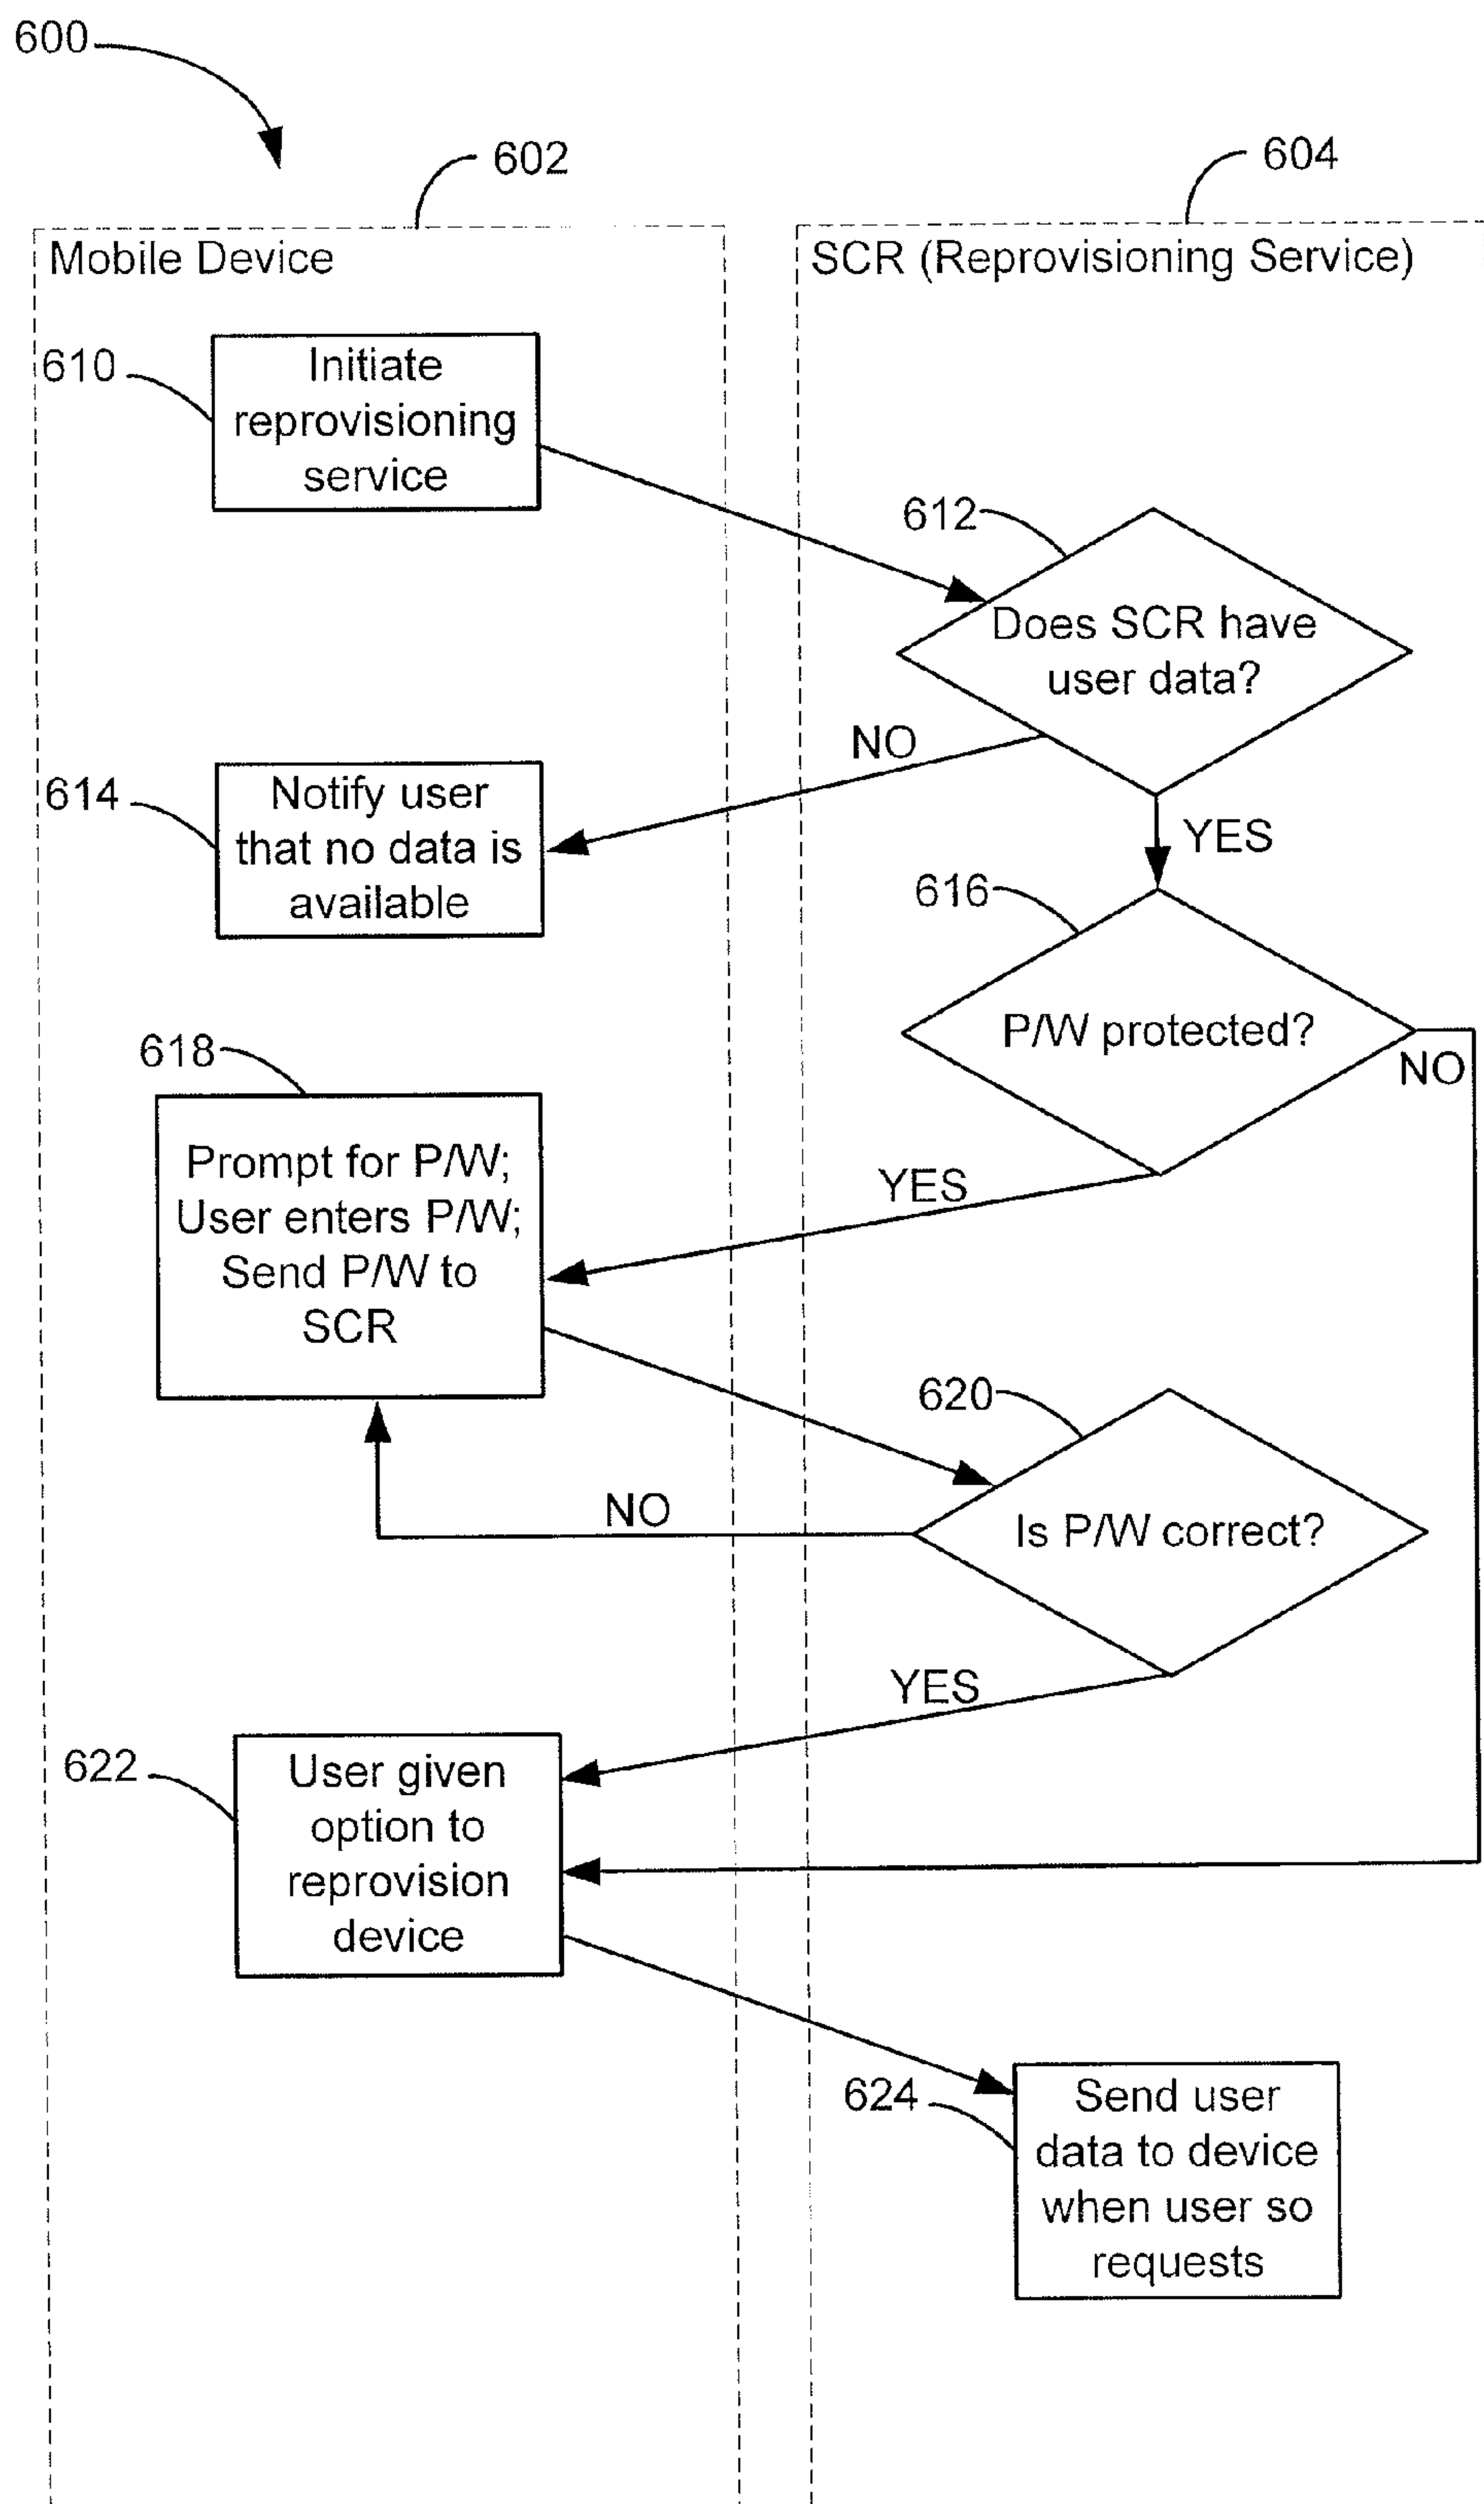 600
602
604
Mobile Device
SCR (Reprovisioning Service)
610
Initiate
reprovisioning
service
612
Does SCR have
user data?
NO
614
Notify user
that no data is
available
YES
616
P/W protected?
NO
618
Prompt for P/W;
User enters P/W;
Send P/W to
SCR
YES
620
Is P/W correct?
NO
YES
622
User given
option to
reprovision
device
624
Send user
data to device
when user so
requests